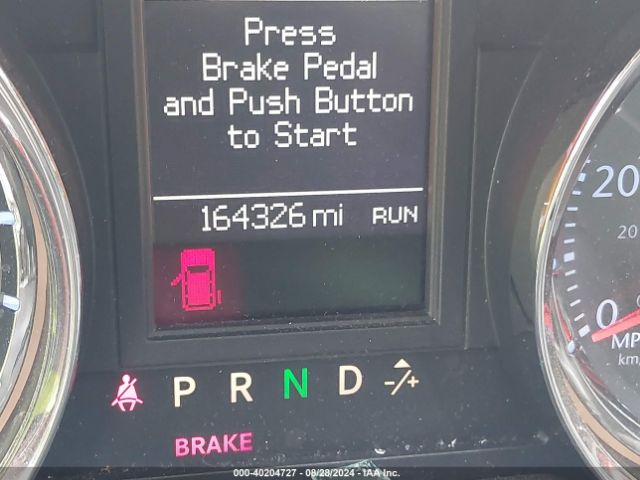 Press
Brake Pedal
and Push Button
to Start
164326 mi RUN
20
20
0
MP
km
P R N D -/+
BRAKE
000-40204727 - 08/28/2024 - IAA Inc.